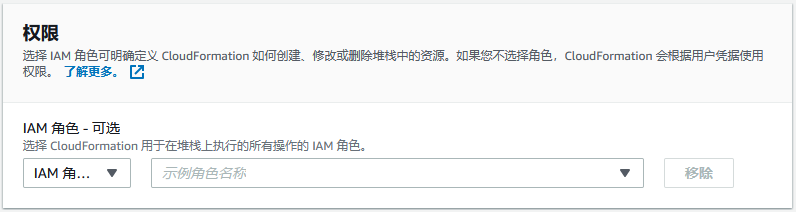 权限
选择 IAM 角色可明确定义 CloudFormation 如何创建、修改或删除堆栈中的资源。如果您不选择角色，CloudFormation 会根据用户凭据使用
权限。 了解更多。
IAM 角色 - 可选
选择 CloudFormation 用于在堆栈上执行的所有操作的 IAM 角色。
IAM 角... 示例角色名称 移除